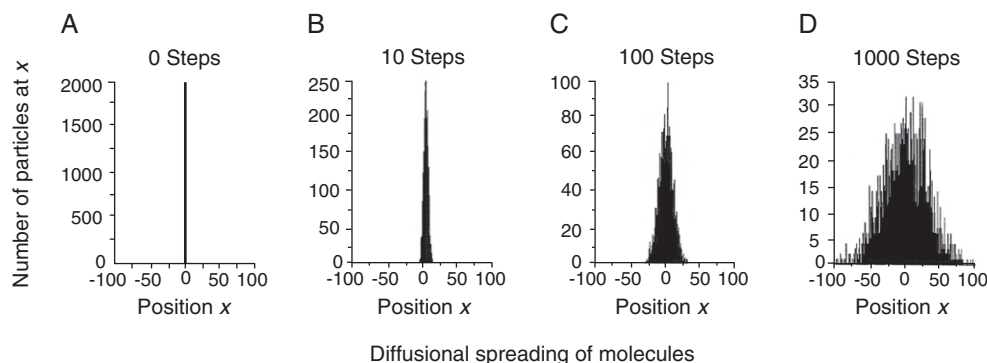 A
B
C
D
0 Steps
10 Steps
100 Steps
1000 Steps
Number of particles at x
2000
1500
1000
500
0
-100 -50 0 50 100
Position x
250
200
150
100
50
0
-100 -50 0 50 100
Position x
100
80
60
40
20
0
-100 -50 0 50 100
Position x
35
30
25
20
15
10
5
0
-100 -50 0 50 100
Position x
Diffusional spreading of molecules